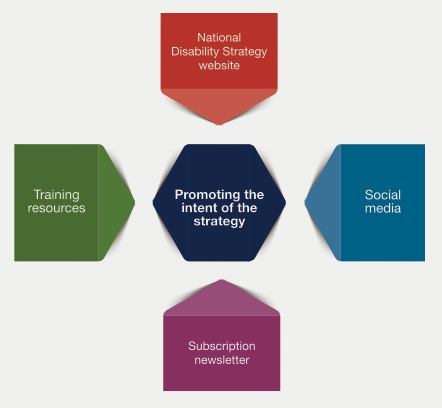 National
Disability Strategy
website
Training
resources
Promoting the
intent of the
strategy
Social
media
Subscription
newsletter